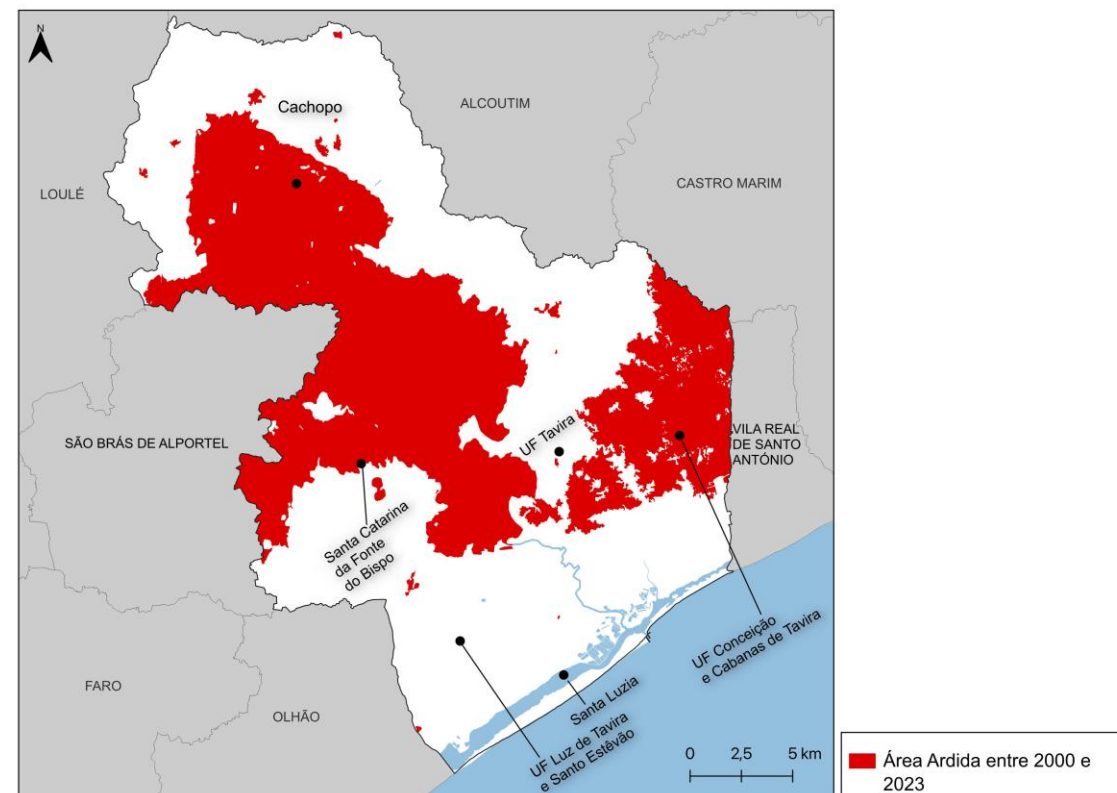 N
Cachopo
ALCOUTIM
LOULÉ
CASTRO MARIM
SÃO BRÁS DE ALPORTEL
UF Tavira
VILA REAL
DE SANTO
ANTÓNIO
Santa Catarina
da Fonte
do Bispo
UF Conceição
e Cabanas de Tavira
FARO
OLHÃO
Santa Luzia
UF Luz de Tavira
e Santo Estêvão
0 2,5 5 km
Área Ardida entre 2000 e
2023